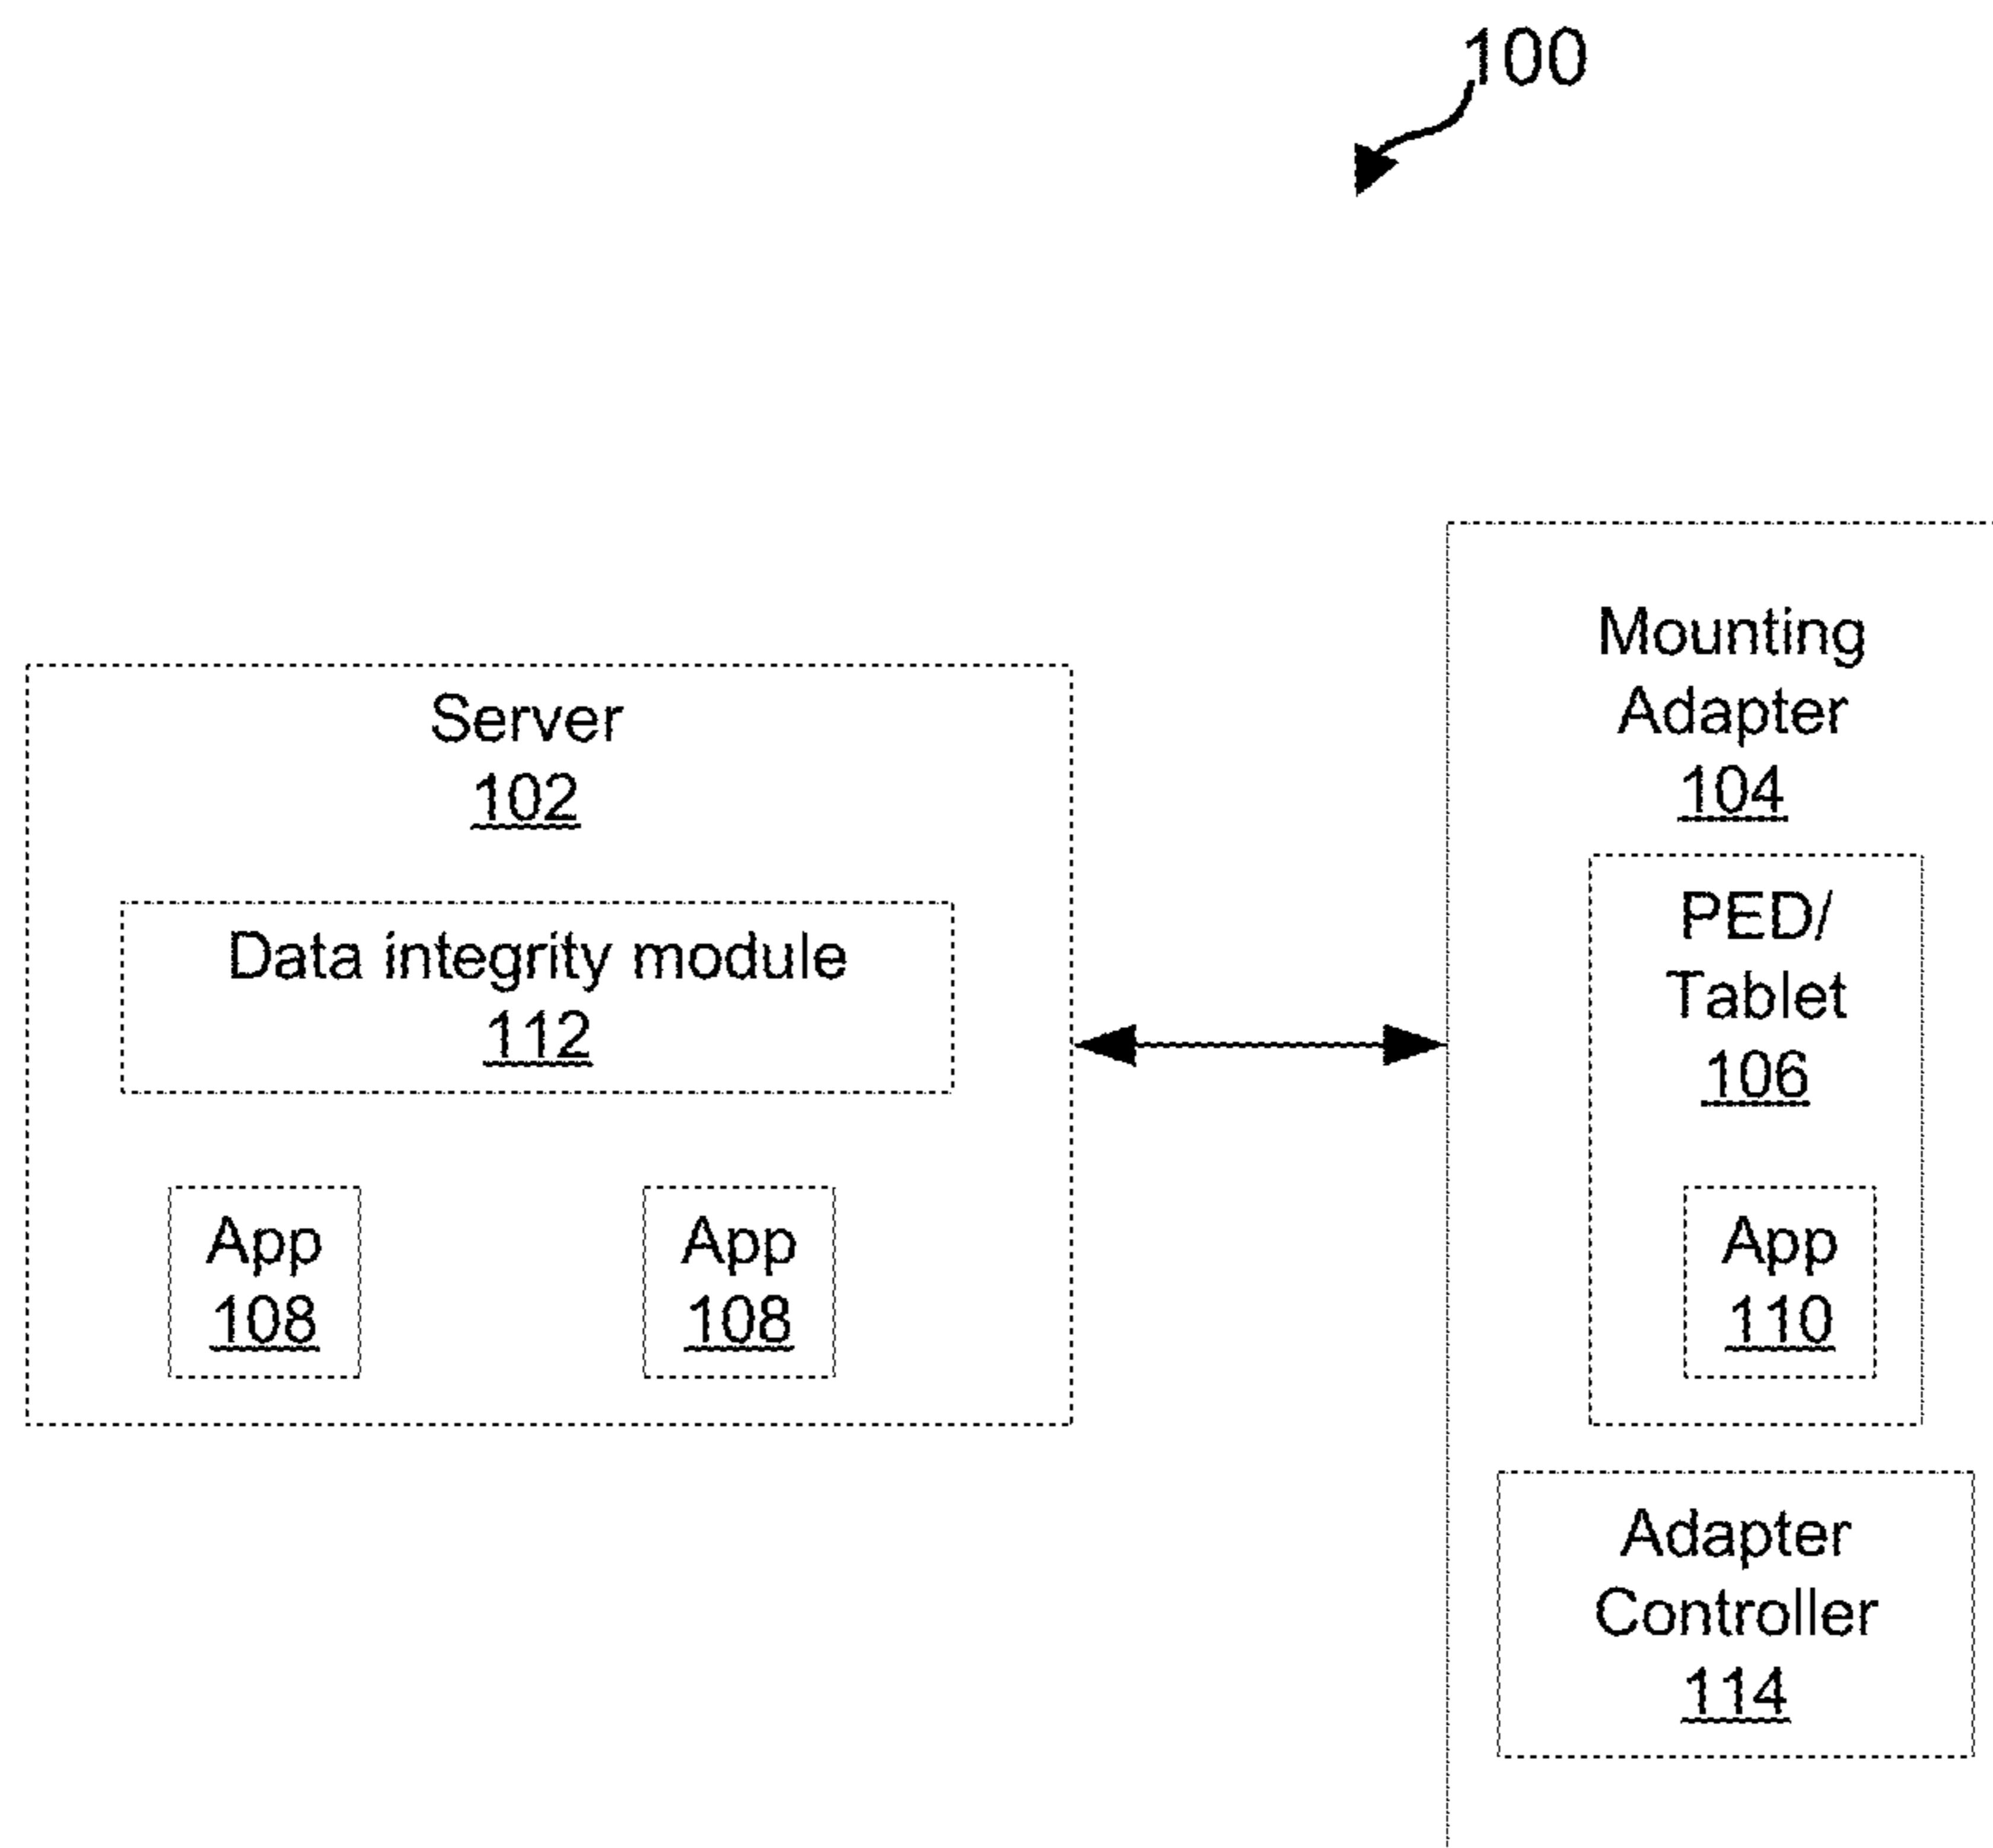 100
Server
102
Data integrity module
112
App
108
App
108
Mounting
Adapter
104
PED/
Tablet
106
App
110
Adapter
Controller
114